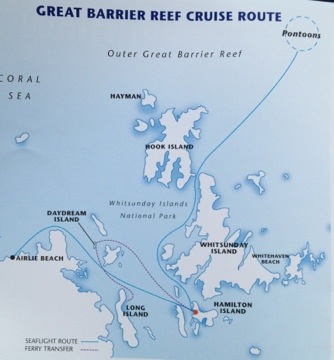 GREAT BARRIER REEF CRUISE ROUTE
Pontoons
Outer Great Barrier Reef
CORAL
SEA
HAYMAN
HOOK ISLAND
Whitsunday Islands
National Park
DAYDREAM
ISLAND
WHITSUNDAY
ISLAND
WHITEHAVEN
BEACH
AIRLIE BEACH
LONG
ISLAND
HAMILTON
ISLAND
SEAFLIGHT ROUTE
FERRY TRANSFER